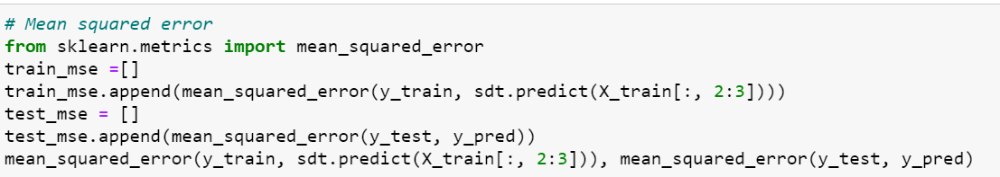 # Mean squared error
from sklearn.metrics import mean_squared_error
train_mse =[]
train_mse.append(mean_squared_error(y_train, sdt.predict(X_train[:, 2:3])))
test_mse = []
test_mse.append(mean_squared_error(y_test, y_pred))
mean_squared_error(y_train, sdt.predict(X_train[:, 2:3])), mean_squared_error(y_test, y_pred)